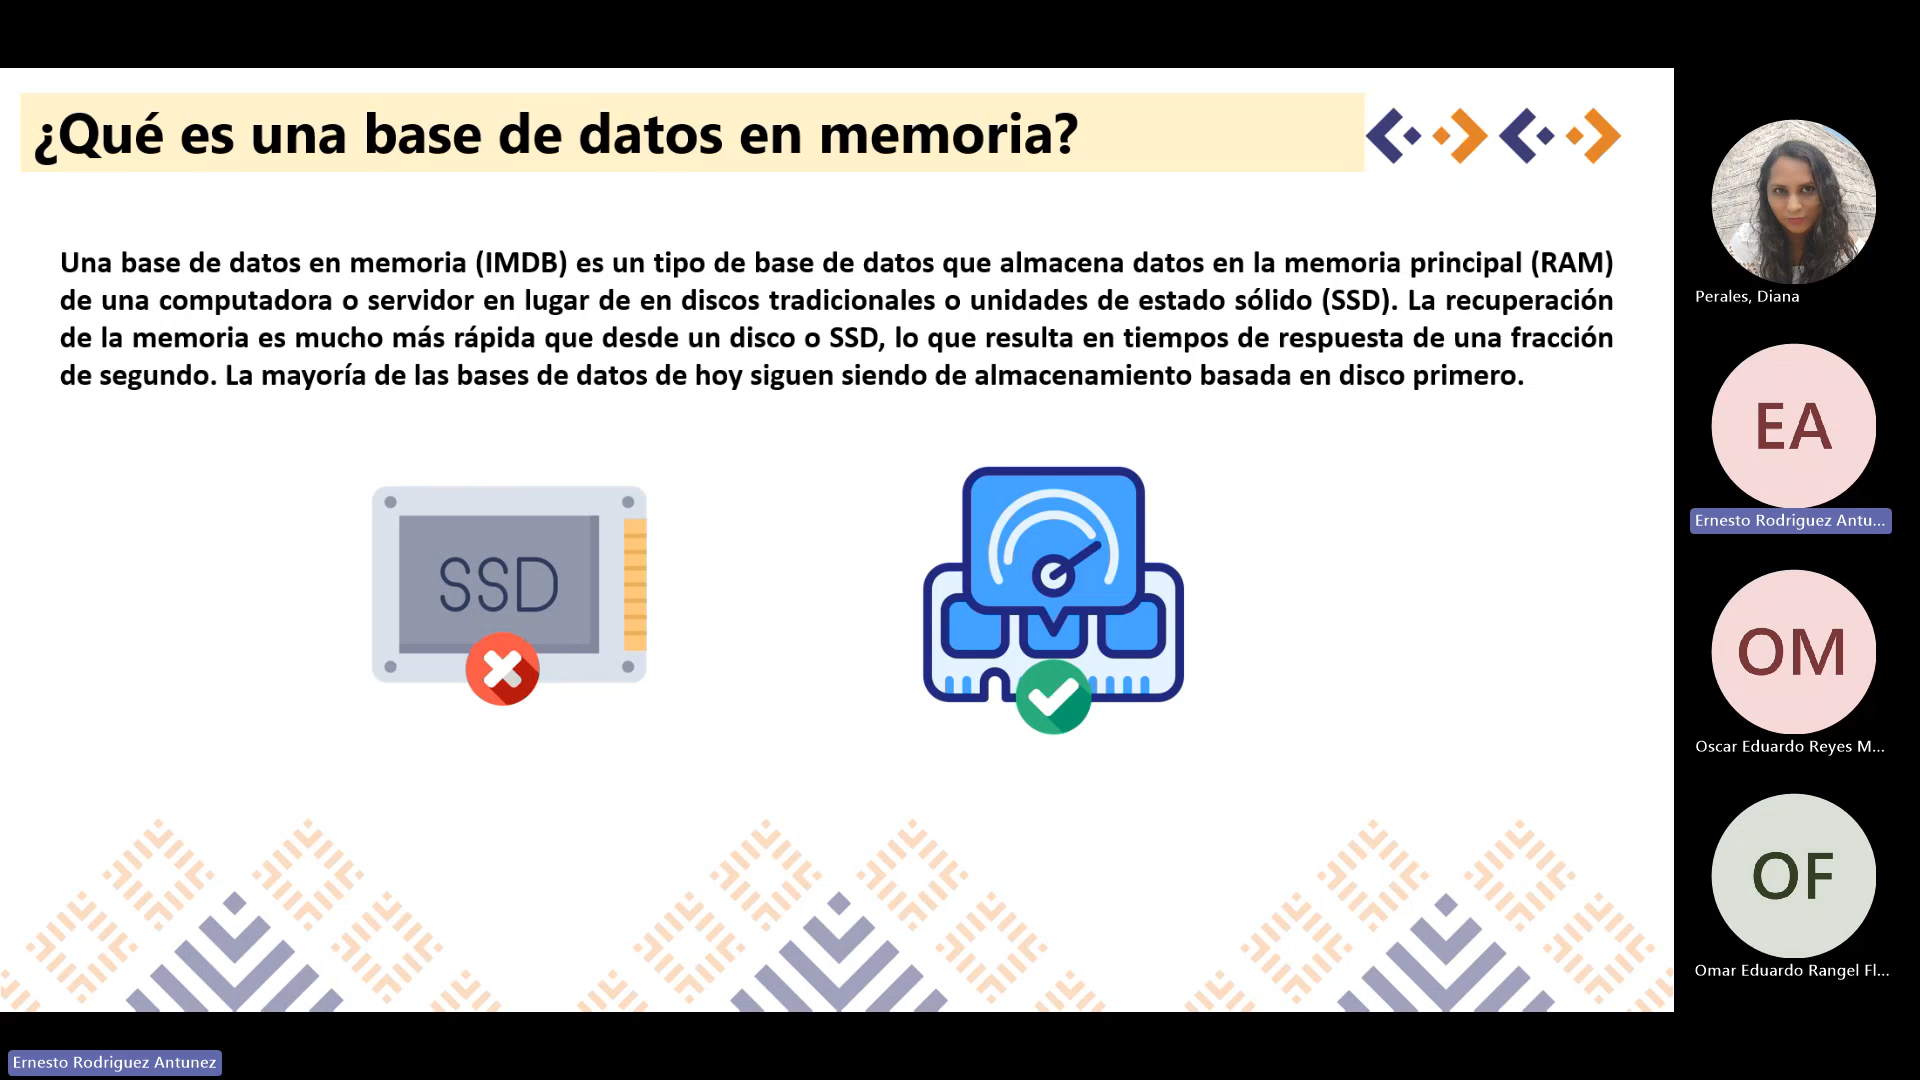 ¿Qué es una base de datos en memoria?
Una base de datos en memoria (IMDB) es un tipo de base de datos que almacena datos en la memoria principal (RAM)
de una computadora o servidor en lugar de en discos tradicionales o unidades de estado sólido (SSD). La recuperación
de la memoria es mucho más rápida que desde un disco o SSD, lo que resulta en tiempos de respuesta de una fracción
de segundo. La mayoría de las bases de datos de hoy siguen siendo de almacenamiento basada en disco primero.
SSD
Perales, Diana
EA
Ernesto Rodriguez Antu...
OM
Oscar Eduardo Reyes M...
OF
Omar Eduardo Rangel Fl...
Ernesto Rodriguez Antunez